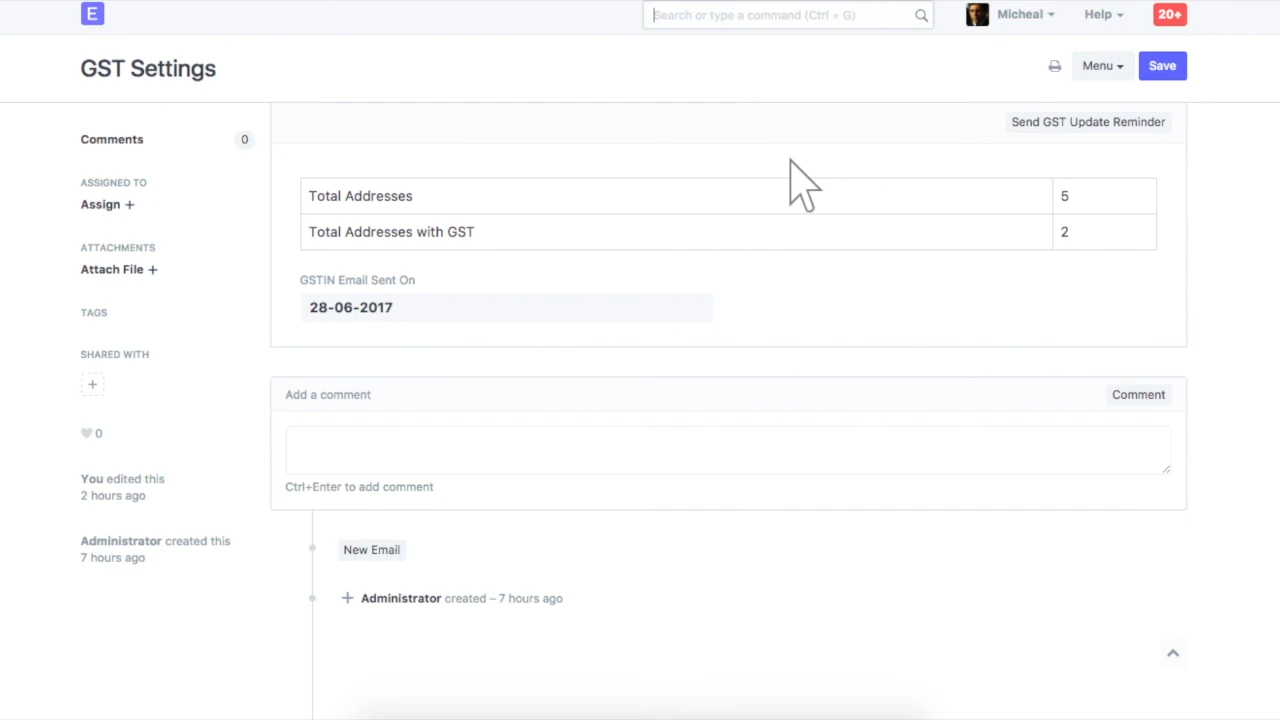 E
Search or type a command (Ctrl + G)
Micheal
Help
20+
GST Settings
Menu
Save
Comments 0
ASSIGNED TO
Assign +
ATTACHMENTS
Attach File +
TAGS
SHARED WITH
+
0
You edited this
2 hours ago
Administrator created this
7 hours ago
Send GST Update Reminder
Total Addresses 5
Total Addresses with GST 2
GSTIN Email Sent On
28-06-2017
Add a comment
Comment
Ctrl+Enter to add comment
New Email
+ Administrator created – 7 hours ago